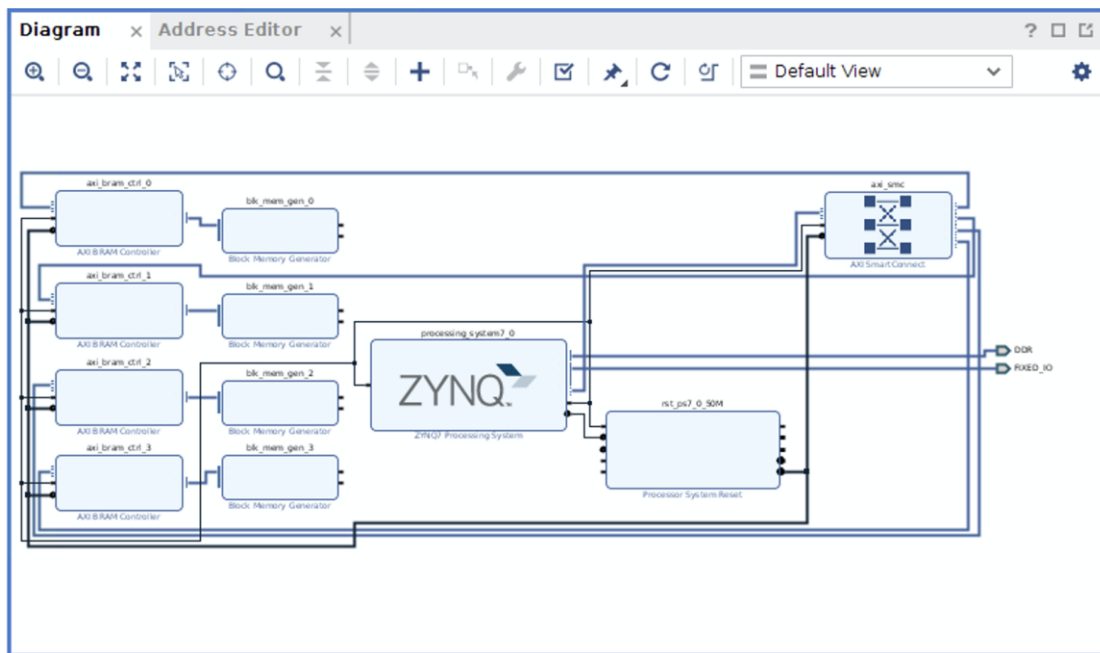 Diagram
Address Editor
Default View
axi_bram_ctrl_0
AXI BRAM Controller
blk_mem_gen_0
Block Memory Generator
axi_smc
AXI SmartConnect
axi_bram_ctrl_1
AXI BRAM Controller
blk_mem_gen_1
Block Memory Generator
processing_system7_0
ZYNQ
ZYNQ7 Processing System
DDR
FIXED_IO
axi_bram_ctrl_2
AXI BRAM Controller
blk_mem_gen_2
Block Memory Generator
rst_ps7_0_50M
Processor System Reset
axi_bram_ctrl_3
AXI BRAM Controller
blk_mem_gen_3
Block Memory Generator